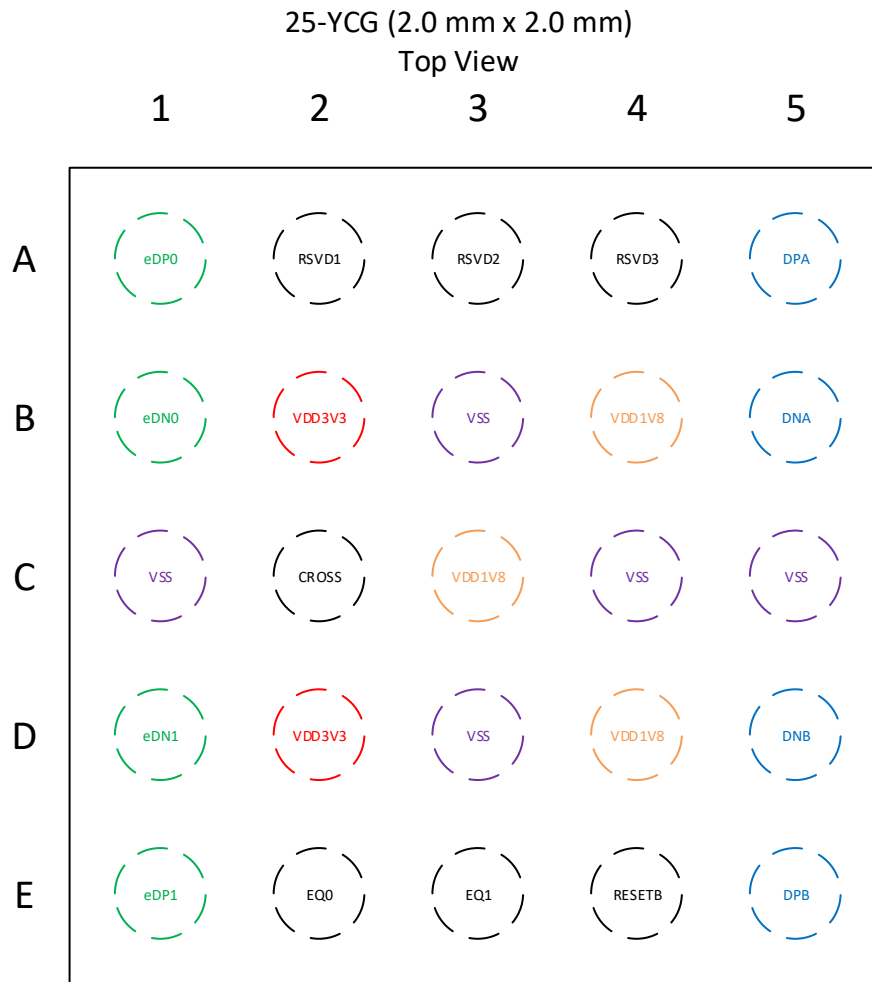 25-YCG (2.0 mm x 2.0 mm)
Top View
1 2 3 4 5
A eDP0 RSVD1 RSVD2 RSVD3 DPA
B eDN0 VDD3V3 VSS VDD1V8 DNA
C VSS CROSS VDD1V8 VSS VSS
D eDN1 VDD3V3 VSS VDD1V8 DNB
E eDP1 EQ0 EQ1 RESETB DPB